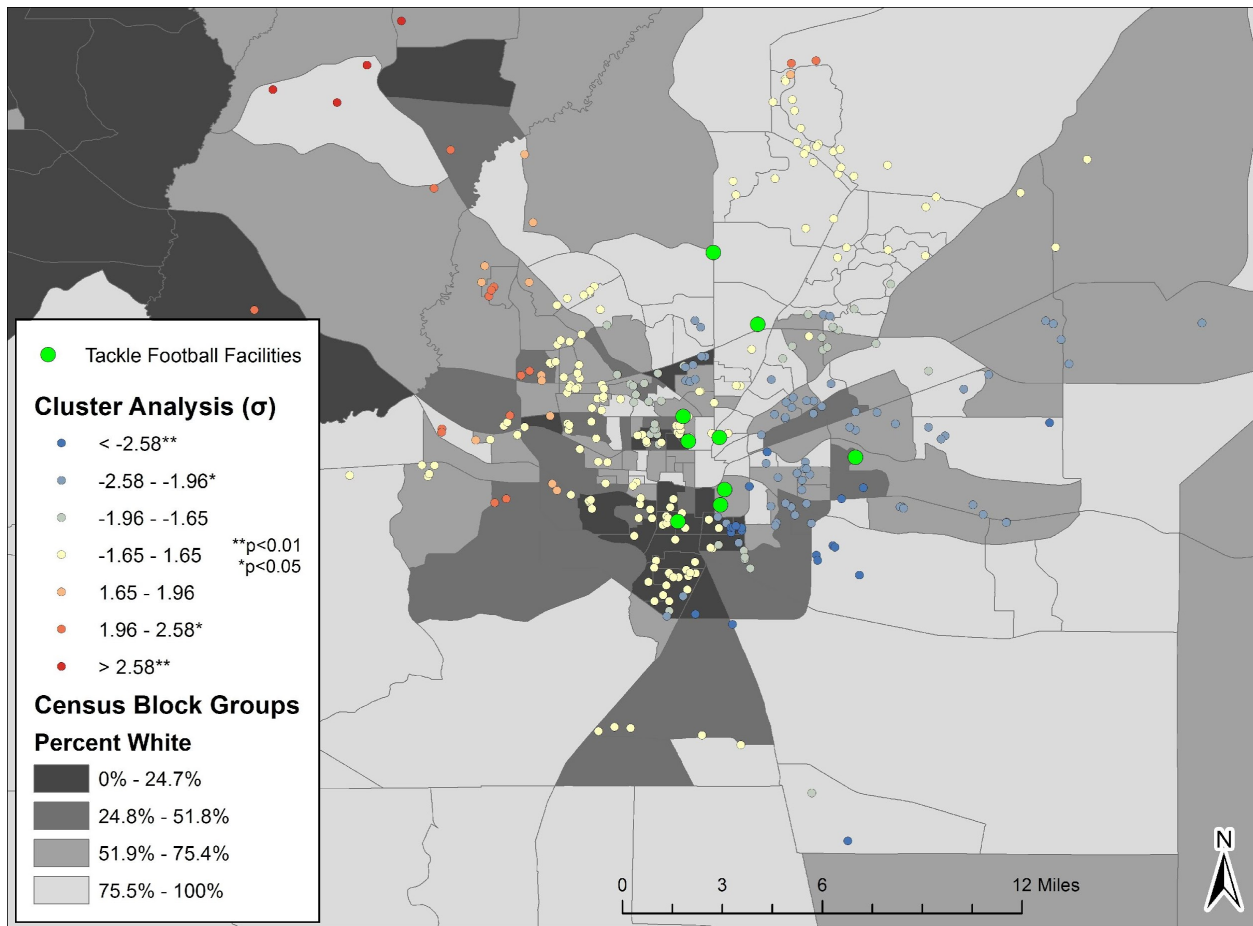 Tackle Football Facilities
Cluster Analysis (σ)
< -2.58**
-2.58 - -1.96*
-1.96 - -1.65
-1.65 - 1.65
**p<0.01
*p<0.05
1.65 - 1.96
1.96 - 2.58*
> 2.58**
Census Block Groups
Percent White
0% - 24.7%
24.8% - 51.8%
51.9% - 75.4%
75.5% - 100%
0 3 6 12 Miles
N